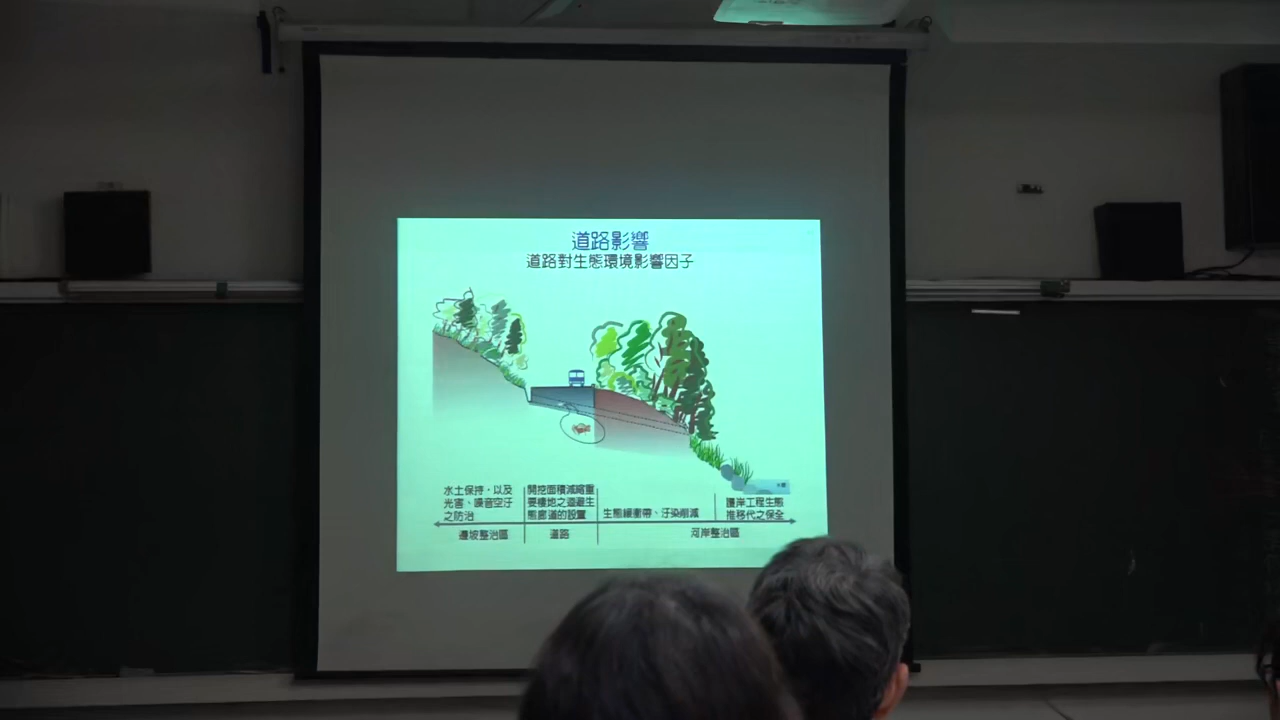 道路影響
道路對生態環境影響因子
水土保持，以及
光害、噪音空汙
之防治
開挖面積減縮重
要棲地之迴避生
態廊道的設置
生態緩衝帶、汙染削減
護岸工程生態
推移代之保全
邊坡整治區
道路
河岸整治區